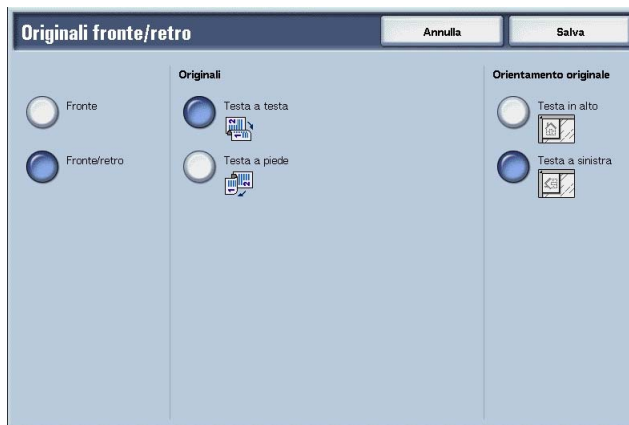 Originali fronte/retro
Annulla
Salva
Originali
Orientamento originale
Fronte
Testa a testa
Testa in alto
Fronte/retro
Testa a piede
Testa a sinistra